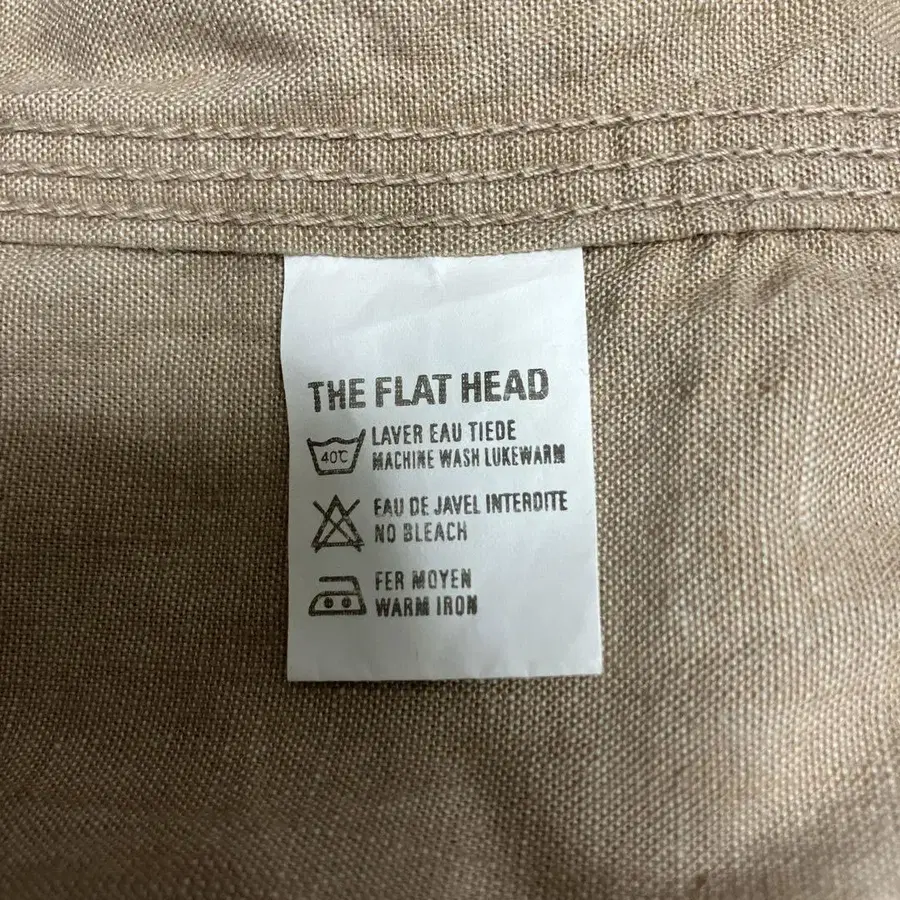 THE FLAT HEAD
40℃
LAVER EAU TIEDE
MACHINE WASH LUKEWARM
EAU DE JAVEL INTERDITE
NO BLEACH
FER MOYEN
WARM IRON